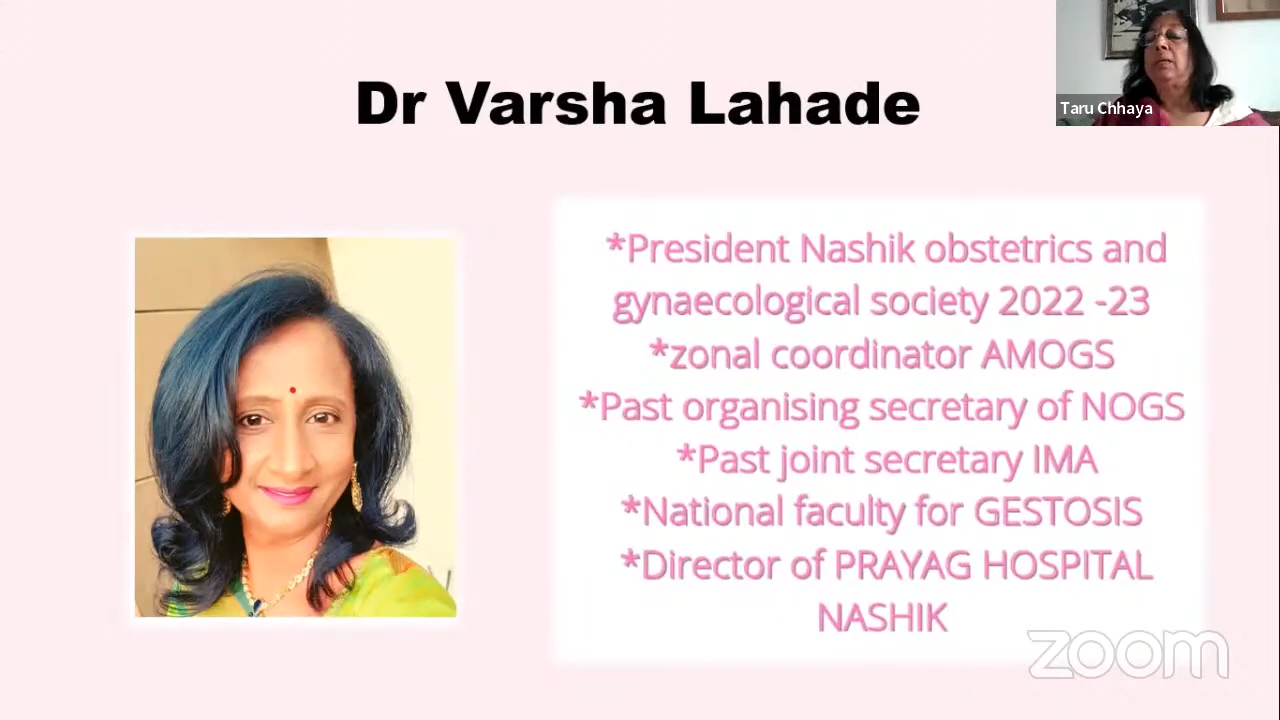 Dr Varsha Lahade
Taru Chhaya
*President Nashik obstetrics and
gynaecological society 2022 -23
*zonal coordinator AMOGS
*Past organising secretary of NOGS
*Past joint secretary IMA
*National faculty for GESTOSIS
*Director of PRAYAG HOSPITAL
NASHIK
zoom